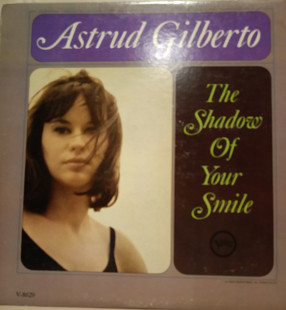 Astrud Gilberto
The
Shadow
Of
Your
Smile
Verve